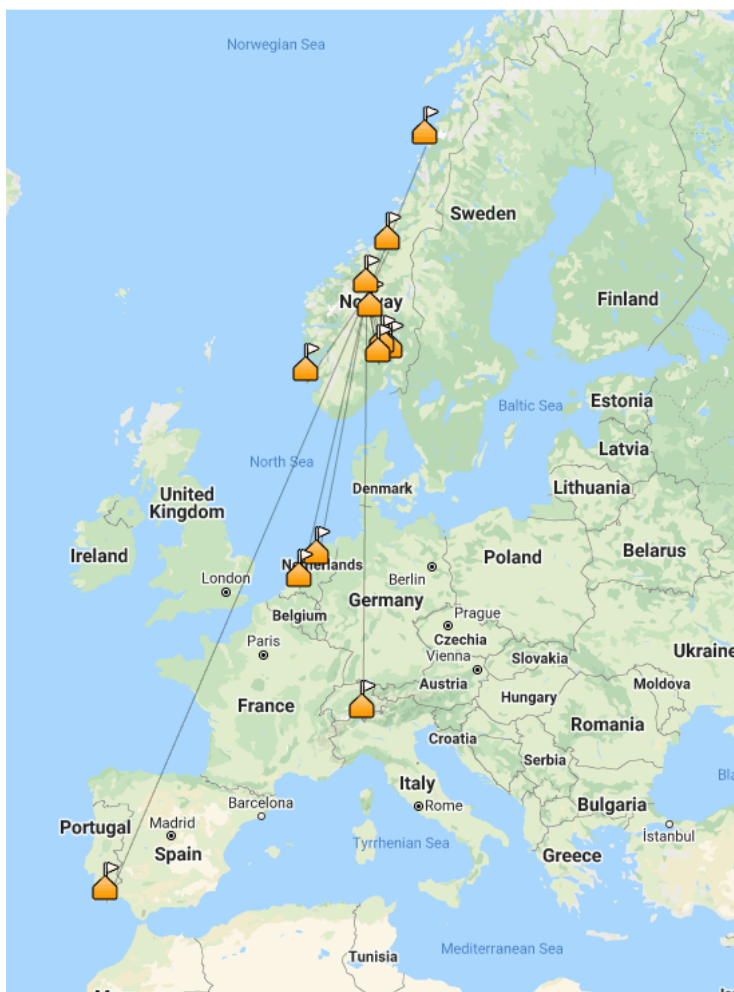 Norwegian Sea
Sweden
Norway
Finland
Estonia
Baltic Sea
Latvia
North Sea
Denmark
Lithuania
United
Kingdom
Ireland
Netherlands
Poland
Belarus
London
Berlin
Germany
Belgium
Prague
Czechia
Paris
Vienna
Slovakia
Ukraine
Austria
Moldova
France
Hungary
Romania
Croatia
Serbia
Italy
Barcelona
Rome
Bulgaria
Portugal
Madrid
İstanbul
Spain
Tyrrhenian Sea
Greece
Mediterranean Sea
Tunisia